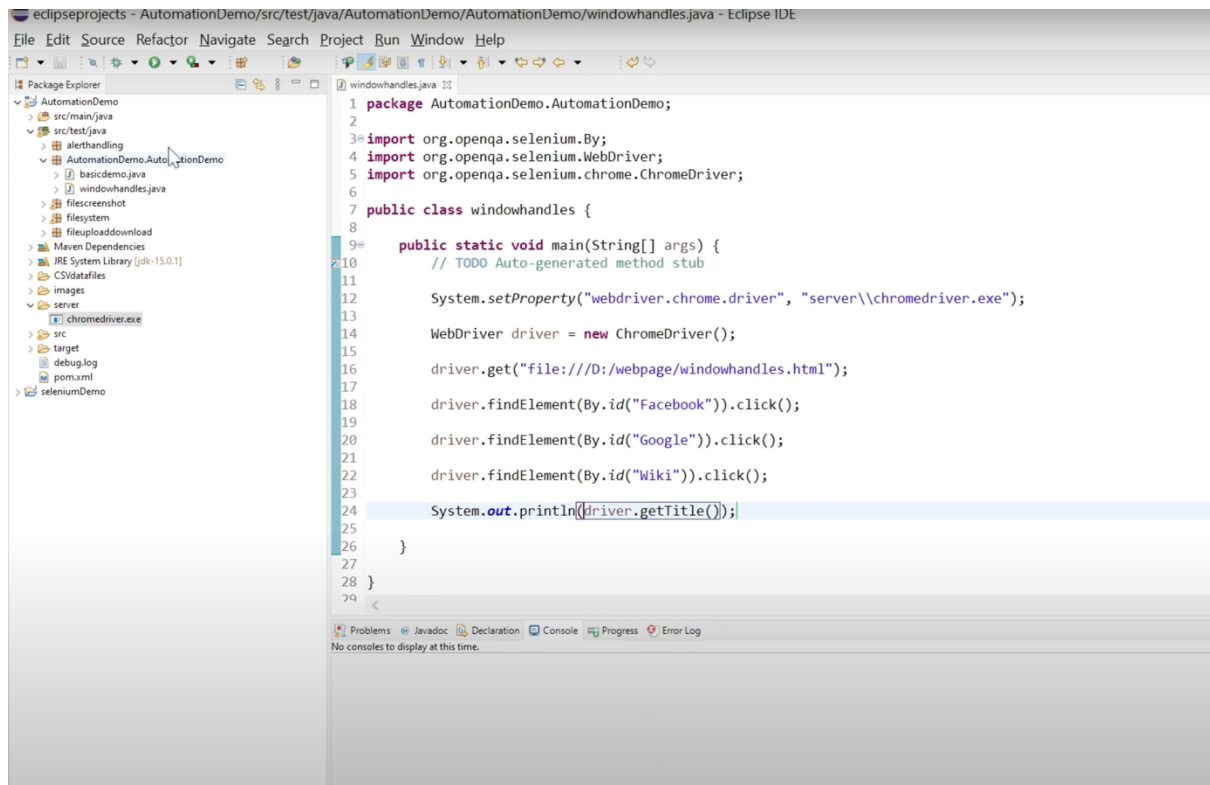 eclipseprojects - AutomationDemo/src/test/java/AutomationDemo/AutomationDemo/windowhandles.java - Eclipse IDE
File Edit Source Refactor Navigate Search Project Run Window Help
Package Explorer
AutomationDemo
src/main/java
src/test/java
alerthandling
AutomationDemo.AutomationDemo
basicdemo.java
windowhandles.java
filescreenshot
filesystem
fileuploaddownload
Maven Dependencies
JRE System Library [jdk-15.0.1]
CSVdatafiles
images
server
chromedriver.exe
src
target
debug.log
pom.xml
seleniumDemo
windowhandles.java
1 package AutomationDemo.AutomationDemo;
2
3 import org.openqa.selenium.By;
4 import org.openqa.selenium.WebDriver;
5 import org.openqa.selenium.chrome.ChromeDriver;
6
7 public class windowhandles {
8
9 public static void main(String[] args) {
10 // TODO Auto-generated method stub
11
12 System.setProperty("webdriver.chrome.driver", "server\\chromedriver.exe");
13
14 WebDriver driver = new ChromeDriver();
15
16 driver.get("file:///D:/webpage/windowhandles.html");
17
18 driver.findElement(By.id("Facebook")).click();
19
20 driver.findElement(By.id("Google")).click();
21
22 driver.findElement(By.id("Wiki")).click();
23
24 System.out.println(driver.getTitle());
25
26 }
27
28 }
29
Problems Javadoc Declaration Console Progress Error Log
No consoles to display at this time.